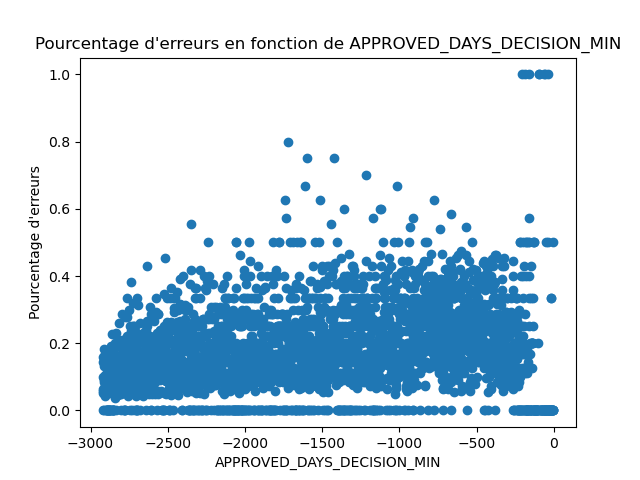 Pourcentage d'erreurs en fonction de APPROVED_DAYS_DECISION_MIN
1.0
0.8
0.6
0.4
0.2
0.0
Pourcentage d'erreurs
−3000 −2500 −2000 −1500 −1000 −500 0
APPROVED_DAYS_DECISION_MIN